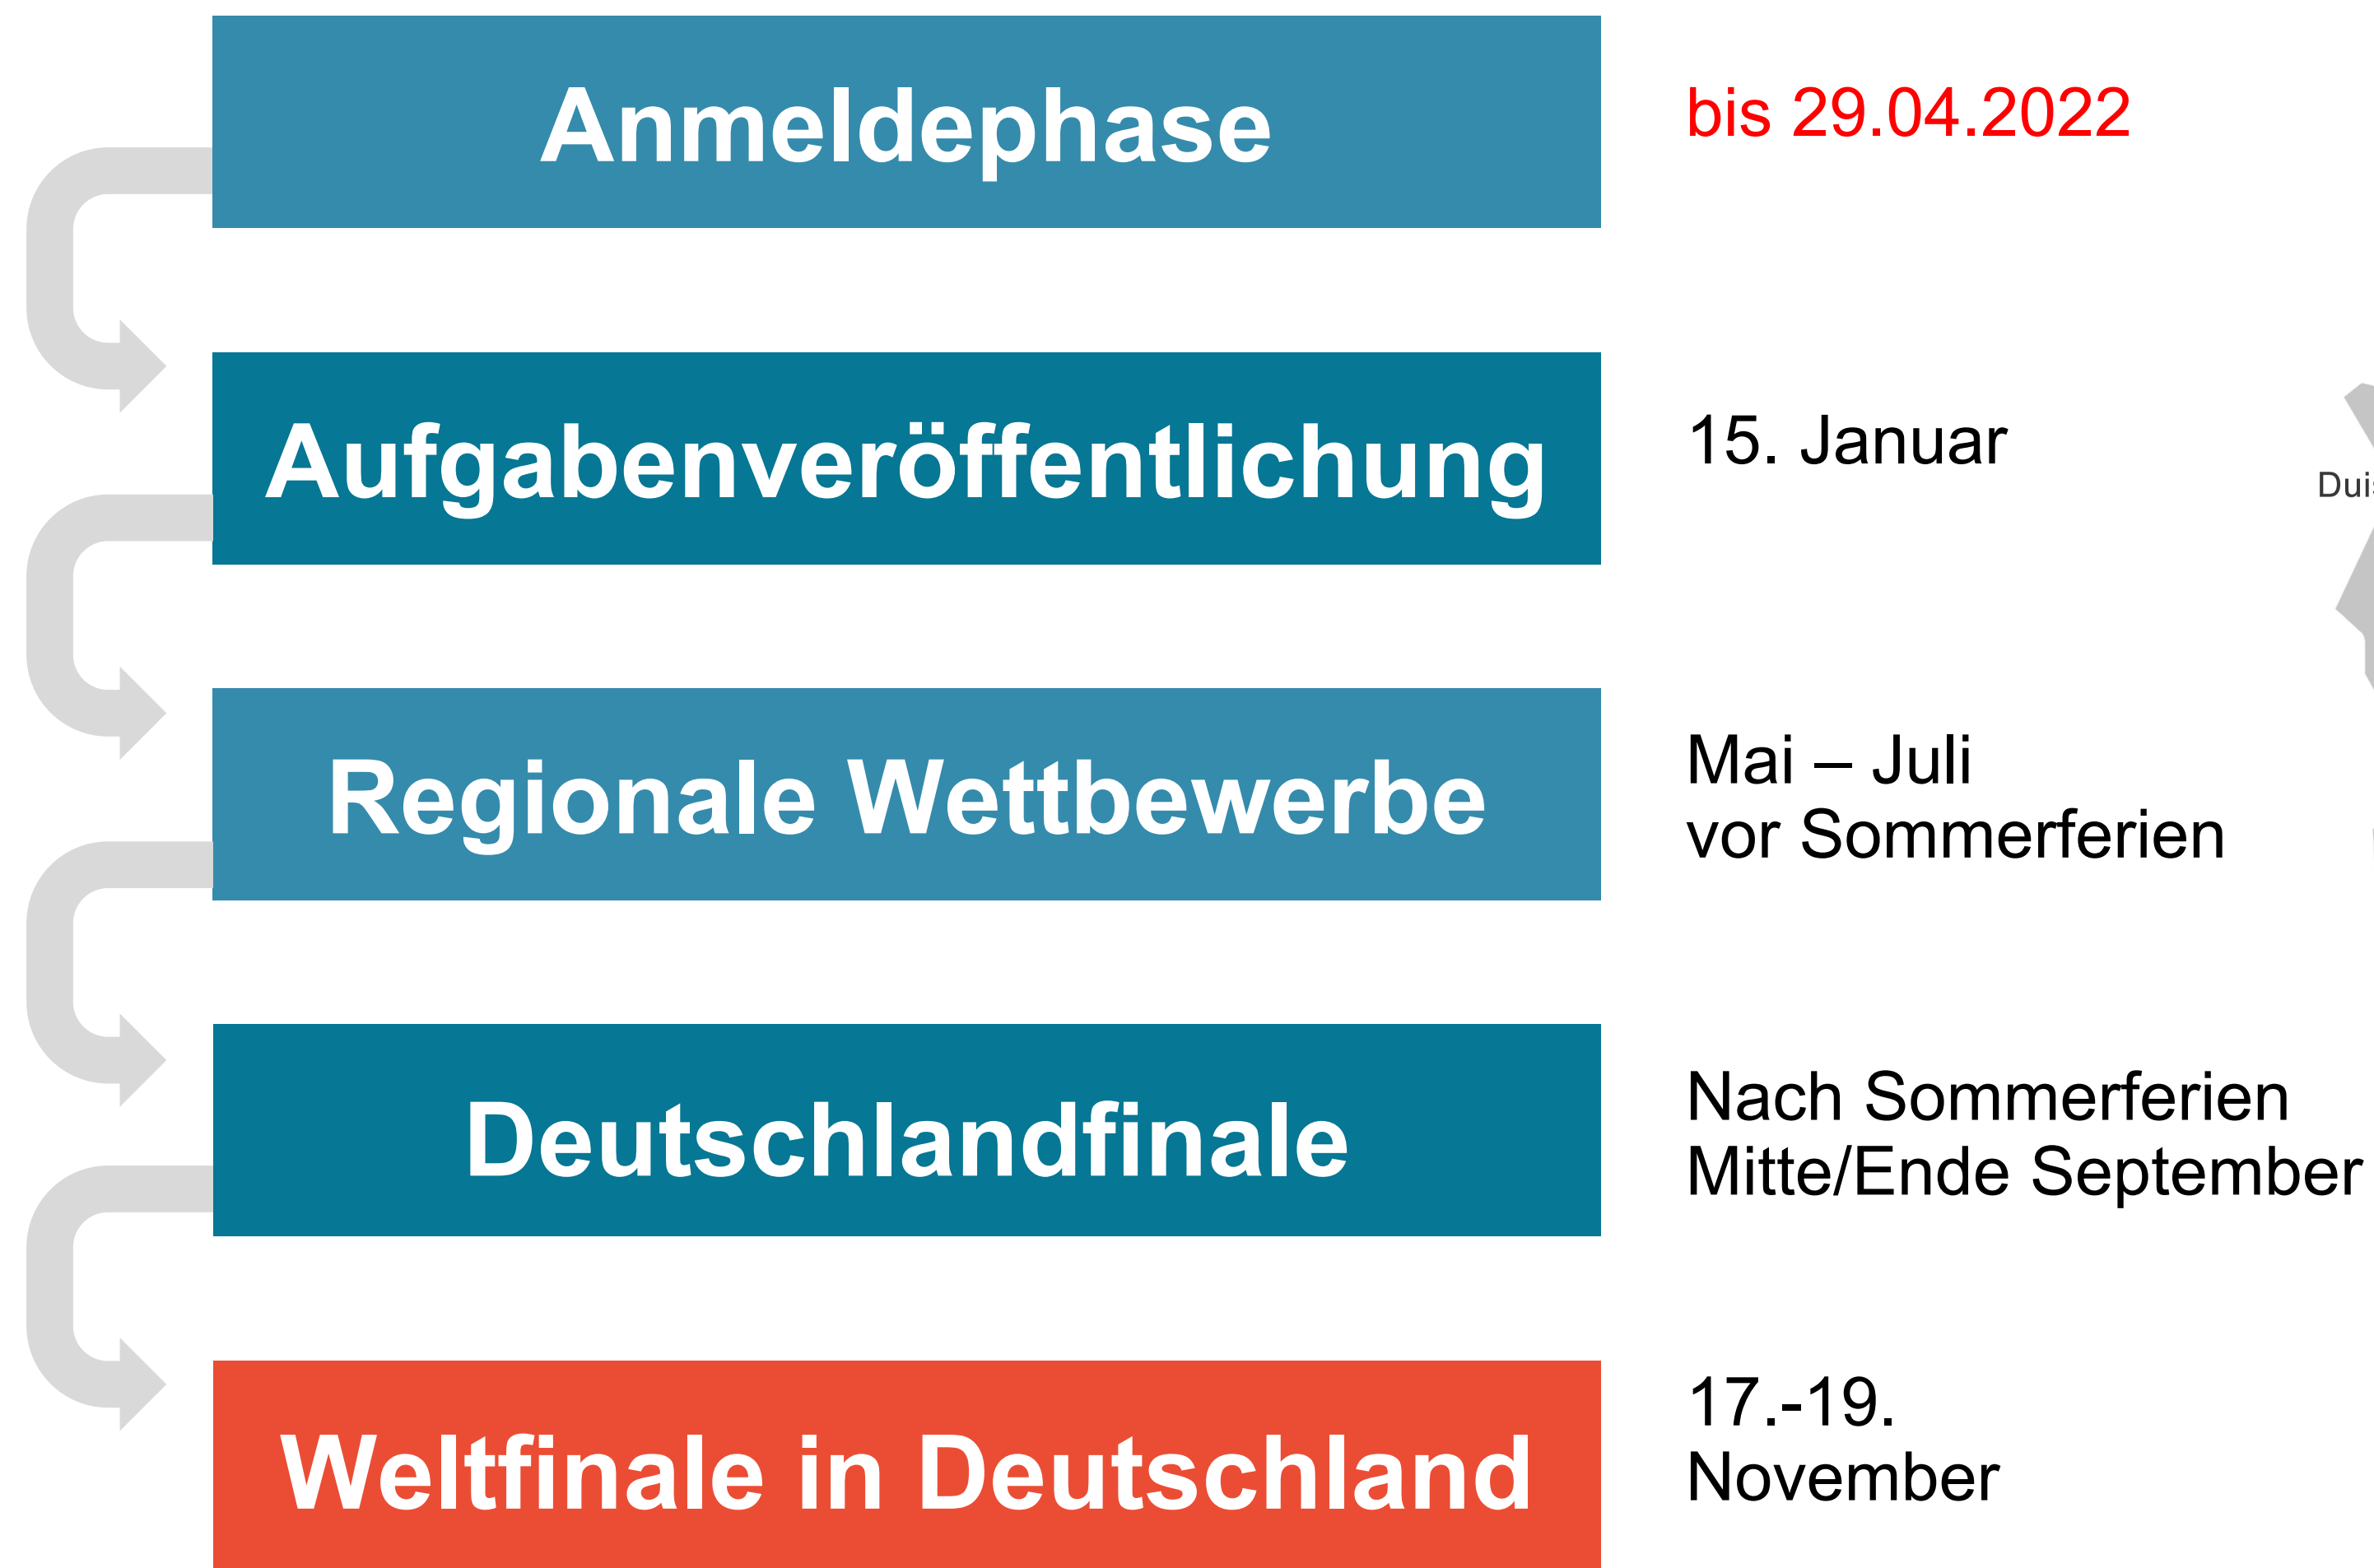 Anmeldephase
bis 29.04.2022
Aufgabenveröffentlichung
15. Januar
Regionale Wettbewerbe
Mai – Juli
vor Sommerferien
Deutschlandfinale
Nach Sommerferien
Mitte/Ende September
Weltfinale in Deutschland
17.-19.
November